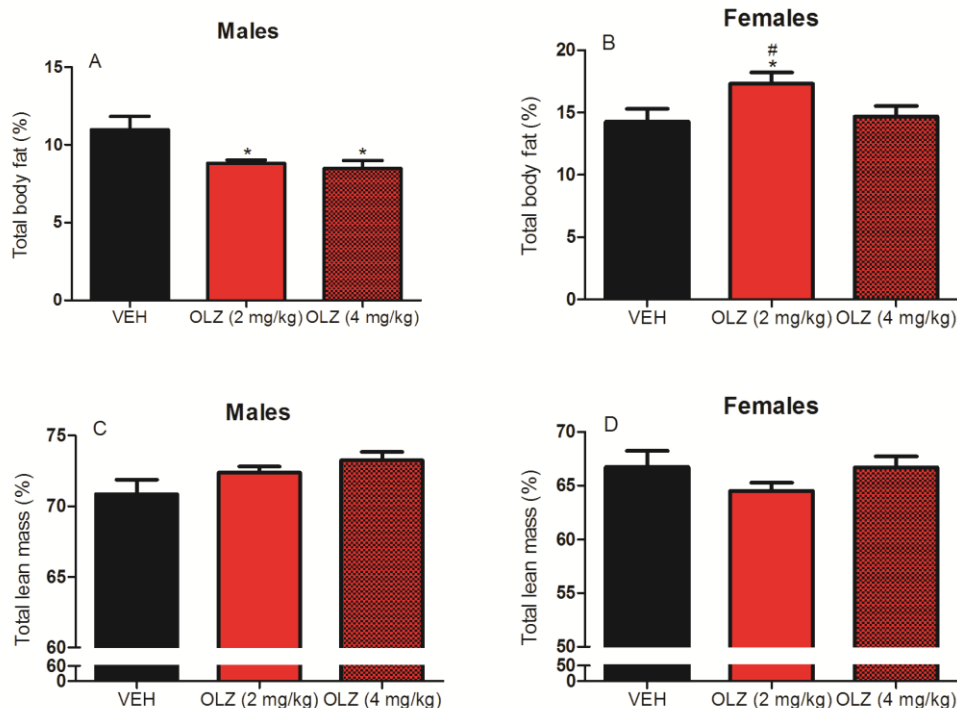 Males
A
Total body fat (%)
15
10
5
0
*
*
VEH
OLZ (2 mg/kg)
OLZ (4 mg/kg)
Females
B
Total body fat (%)
20
15
10
5
0
#
*
VEH
OLZ (2 mg/kg)
OLZ (4 mg/kg)
Males
C
Total lean mass (%)
75
70
65
60
60
0
VEH
OLZ (2 mg/kg)
OLZ (4 mg/kg)
Females
D
Total lean mass (%)
70
65
60
55
50
50
0
VEH
OLZ (2 mg/kg)
OLZ (4 mg/kg)